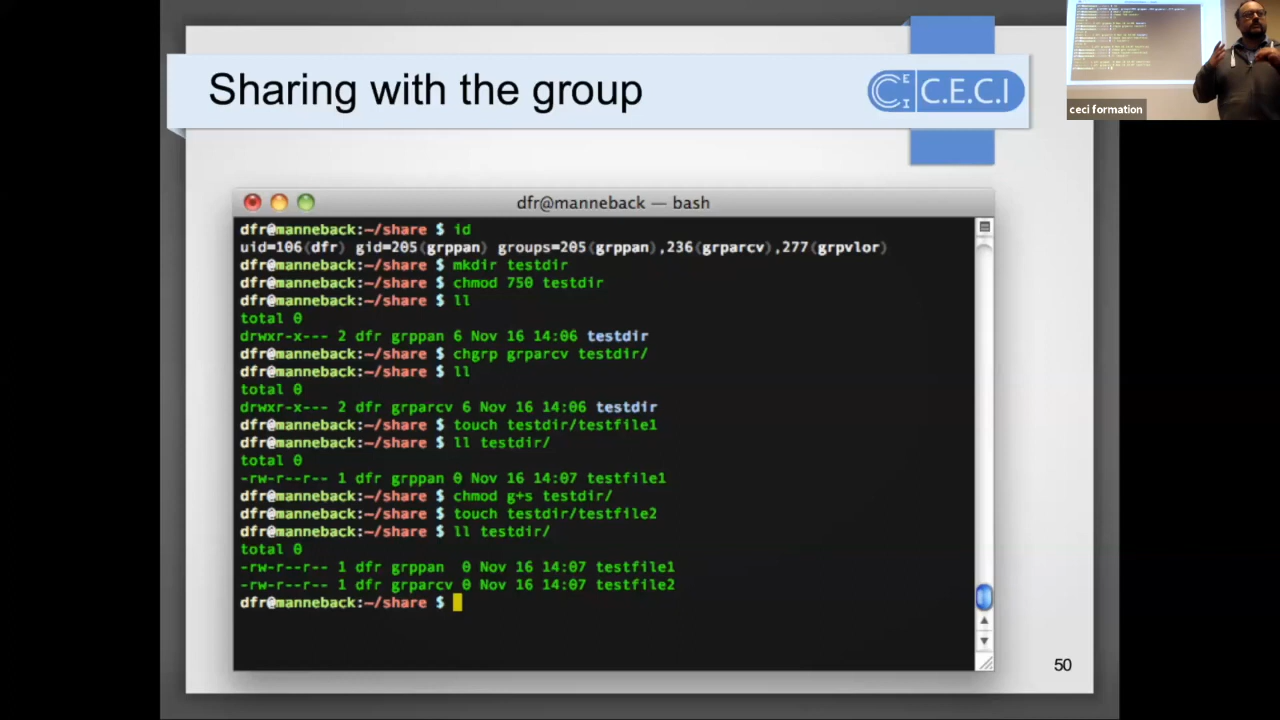 Sharing with the group
C E C I C.E.C.I
ceci formation
dfr@manneback — bash
dfr@manneback:~/share $ id
uid=106(dfr) gid=205(grppan) groups=205(grppan),236(grparcv),277(grpvlor)
dfr@manneback:~/share $ mkdir testdir
dfr@manneback:~/share $ chmod 750 testdir
dfr@manneback:~/share $ ll
total 0
drwxr-x--- 2 dfr grppan 6 Nov 16 14:06 testdir
dfr@manneback:~/share $ chgrp grparcv testdir/
dfr@manneback:~/share $ ll
total 0
drwxr-x--- 2 dfr grparcv 6 Nov 16 14:06 testdir
dfr@manneback:~/share $ touch testdir/testfile1
dfr@manneback:~/share $ ll testdir/
total 0
-rw-r--r-- 1 dfr grppan 0 Nov 16 14:07 testfile1
dfr@manneback:~/share $ chmod g+s testdir/
dfr@manneback:~/share $ touch testdir/testfile2
dfr@manneback:~/share $ ll testdir/
total 0
-rw-r--r-- 1 dfr grppan  0 Nov 16 14:07 testfile1
-rw-r--r-- 1 dfr grparcv 0 Nov 16 14:07 testfile2
dfr@manneback:~/share $
50